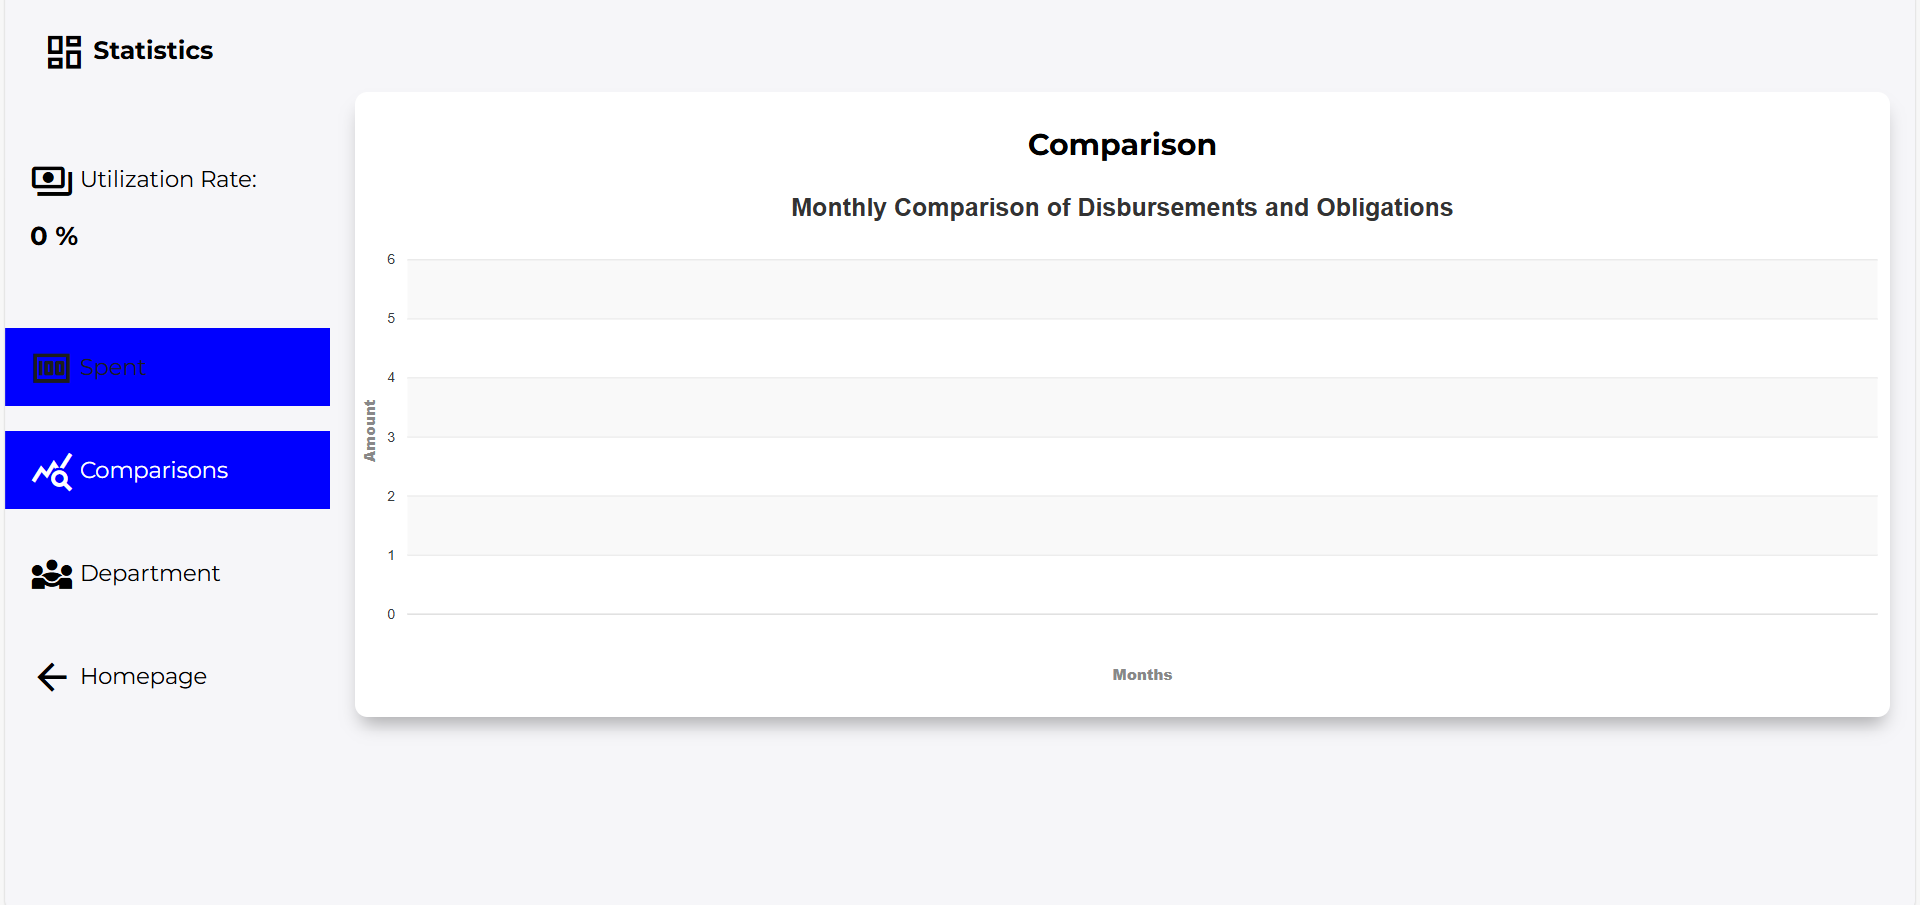 Statistics
Utilization Rate:
0 %
Spent
Comparisons
Department
Homepage
Comparison
Monthly Comparison of Disbursements and Obligations
6
5
4
3
2
1
0
Amount
Months